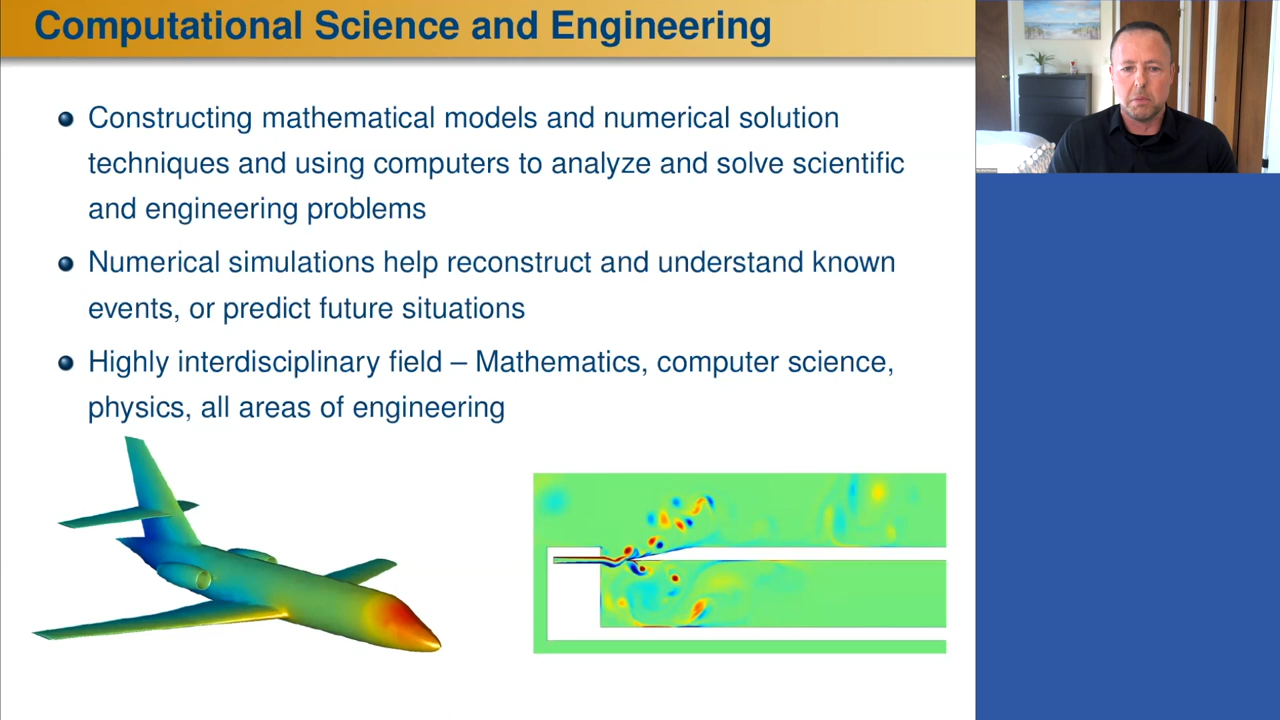 Computational Science and Engineering
Constructing mathematical models and numerical solution
techniques and using computers to analyze and solve scientific
and engineering problems
Numerical simulations help reconstruct and understand known
events, or predict future situations
Highly interdisciplinary field – Mathematics, computer science,
physics, all areas of engineering